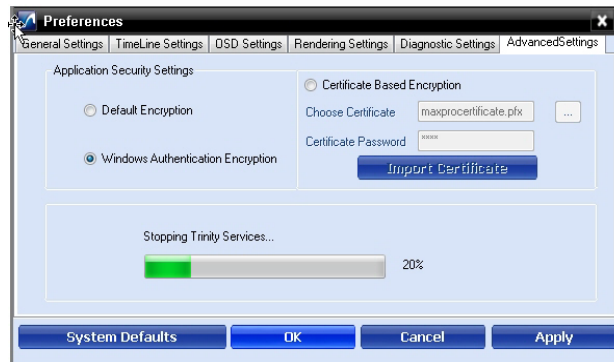 Preferences
General Settings
TimeLine Settings
OSD Settings
Rendering Settings
Diagnostic Settings
AdvancedSettings
Application Security Settings
Default Encryption
Windows Authentication Encryption
Certificate Based Encryption
Choose Certificate
maxprocertificate.pfx
...
Certificate Password
****
Import Certificate
Stopping Trinity Services...
20%
System Defaults
OK
Cancel
Apply